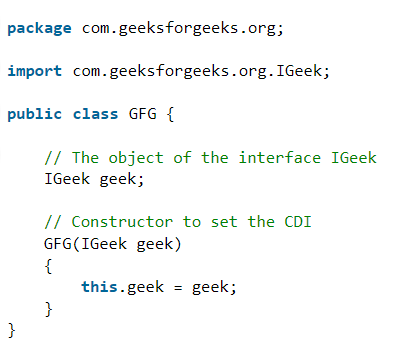 package com.geeksforgeeks.org;
import com.geeksforgeeks.org.IGeek;
public class GFG {
    // The object of the interface IGeek
    IGeek geek;
    // Constructor to set the CDI
    GFG(IGeek geek)
    {
        this.geek = geek;
    }
}